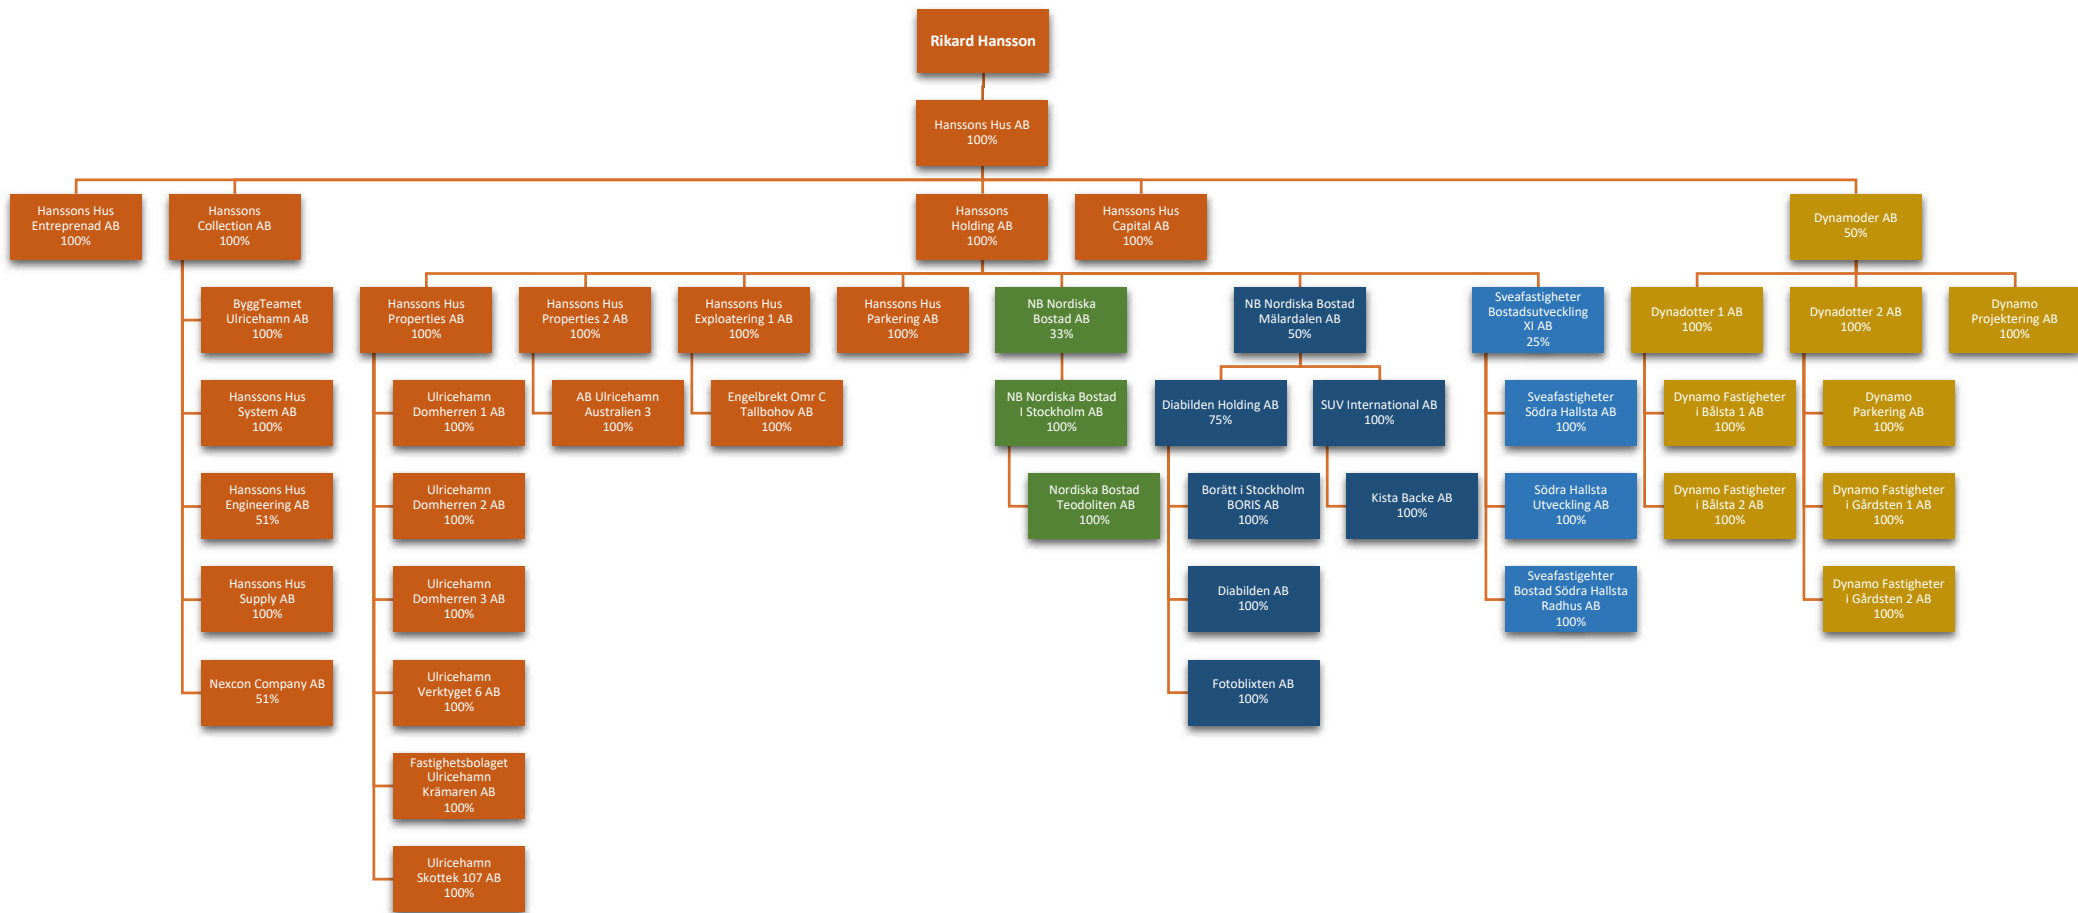 Rikard Hansson
Hanssons Hus AB
100%
Hanssons Hus
Entreprenad AB
100%
Hanssons
Collection AB
100%
Hanssons
Holding AB
100%
Hanssons Hus
Capital AB
100%
Dynamoder AB
50%
ByggTeamet
Ulricehamn AB
100%
Hanssons Hus
Properties AB
100%
Hanssons Hus
Properties 2 AB
100%
Hanssons Hus
Exploatering 1 AB
100%
Hanssons Hus
Parkering AB
100%
NB Nordiska
Bostad AB
33%
NB Nordiska Bostad
Mälardalen AB
50%
Sveafastigheter
Bostadsutveckling
XI AB
25%
Dynadotter 1 AB
100%
Dynadotter 2 AB
100%
Dynamo
Projektering AB
100%
Hanssons Hus
System AB
100%
Ulricehamn
Domherren 1 AB
100%
AB Ulricehamn
Australien 3
100%
Engelbrekt Omr C
Tallbohov AB
100%
NB Nordiska Bostad
I Stockholm AB
100%
Diabilden Holding AB
75%
SUV International AB
100%
Sveafastigheter
Södra Hallsta AB
100%
Dynamo Fastigheter
i Bålsta 1 AB
100%
Dynamo
Parkering AB
100%
Hanssons Hus
Engineering AB
51%
Ulricehamn
Domherren 2 AB
100%
Nordiska Bostad
Teodoliten AB
100%
Borätt i Stockholm
BORIS AB
100%
Kista Backe AB
100%
Södra Hallsta
Utveckling AB
100%
Dynamo Fastigheter
i Bålsta 2 AB
100%
Dynamo Fastigheter
i Gårdsten 1 AB
100%
Hanssons Hus
Supply AB
100%
Ulricehamn
Domherren 3 AB
100%
Diabilden AB
100%
Sveafastigehter
Bostad Södra Hallsta
Radhus AB
100%
Dynamo Fastigheter
i Gårdsten 2 AB
100%
Nexcon Company AB
51%
Ulricehamn
Verktyget 6 AB
100%
Fotoblixten AB
100%
Fastighetsbolaget
Ulricehamn
Krämaren AB
100%
Ulricehamn
Skottek 107 AB
100%